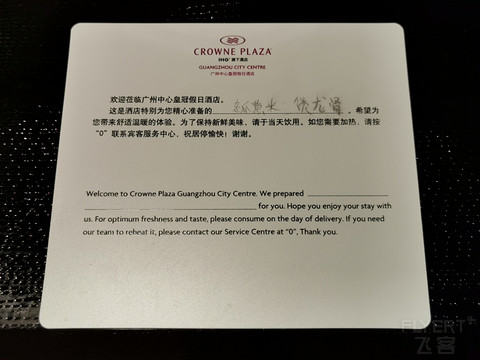 CROWNE PLAZA
IHG® 旗下酒店
GUANGZHOU CITY CENTRE
广州中心皇冠假日酒店
欢迎莅临广州中心皇冠假日酒店。
这是酒店特别为您精心准备的 。希望为
您带来舒适温暖的体验。为了保持新鲜美味、请于当天饮用。如您需要加热，请按
“0”联系宾客服务中心，祝居停愉快！谢谢。
Welcome to Crowne Plaza Guangzhou City Centre. We prepared
for you. Hope you enjoy your stay with
us. For optimum freshness and taste, please consume on the day of delivery. If you need
our team to reheat it, please contact our Service Centre at “0”, Thank you.
FLYERT+
飞客